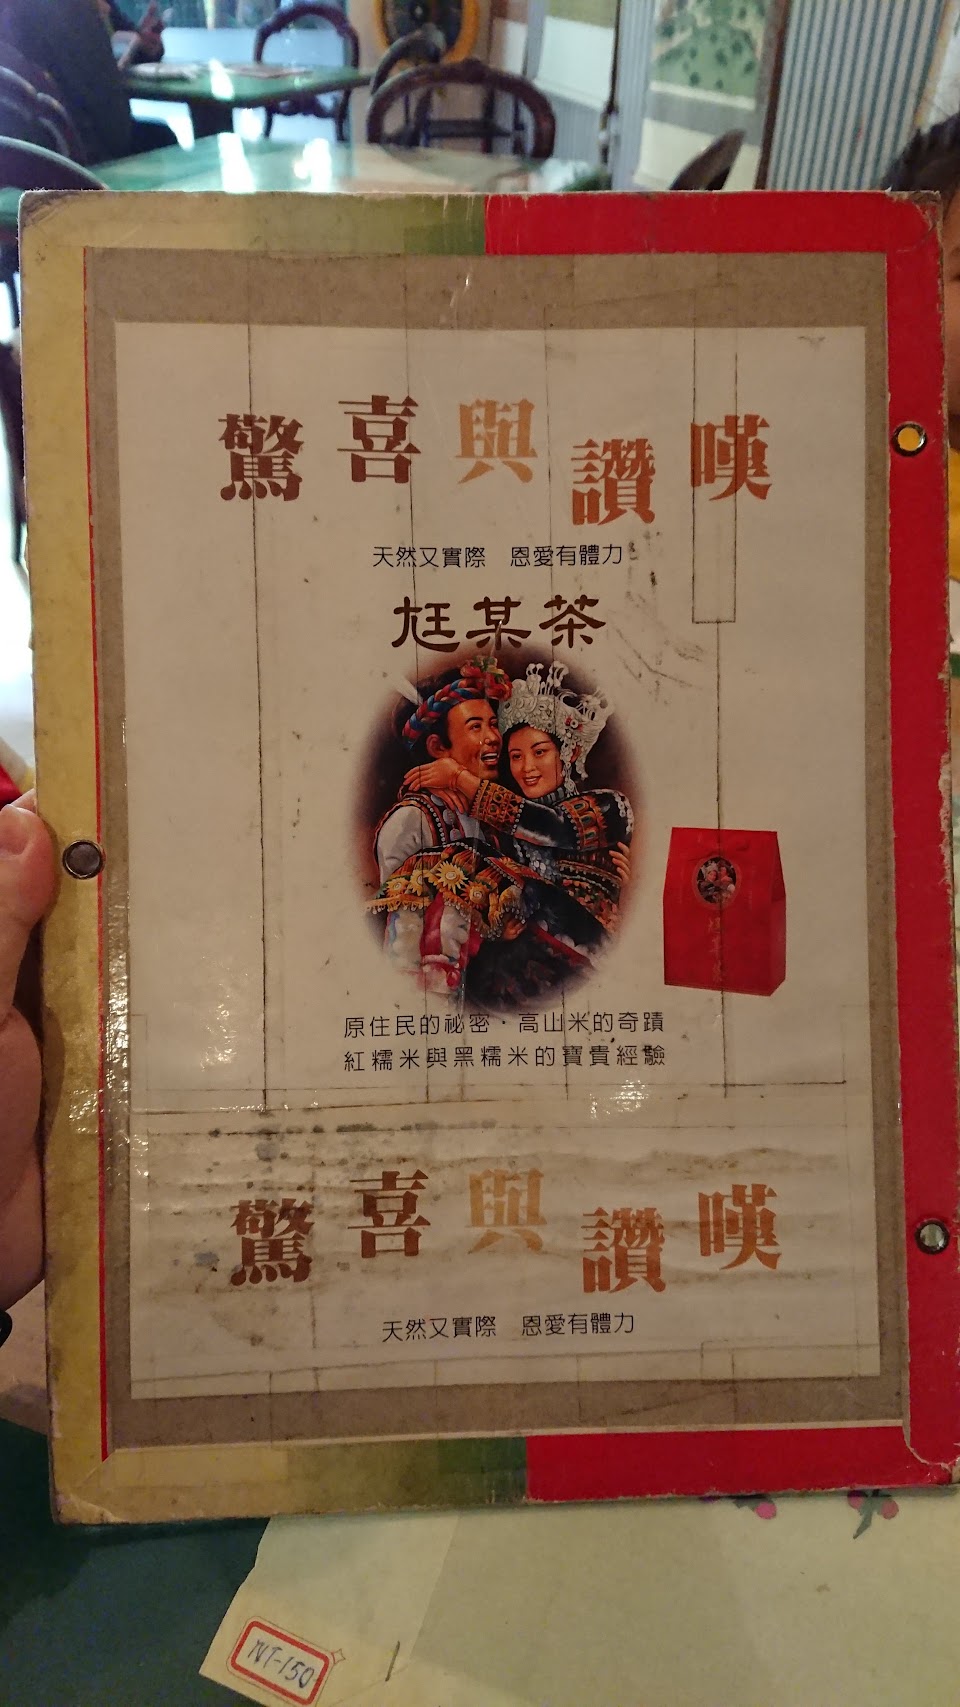 驚喜與讚嘆
天然又實際　恩愛有體力
尪某茶
原住民的祕密・高山米的奇蹟
紅糯米與黑糯米的寶貴經驗
驚喜與讚嘆
天然又實際　恩愛有體力
NT-150